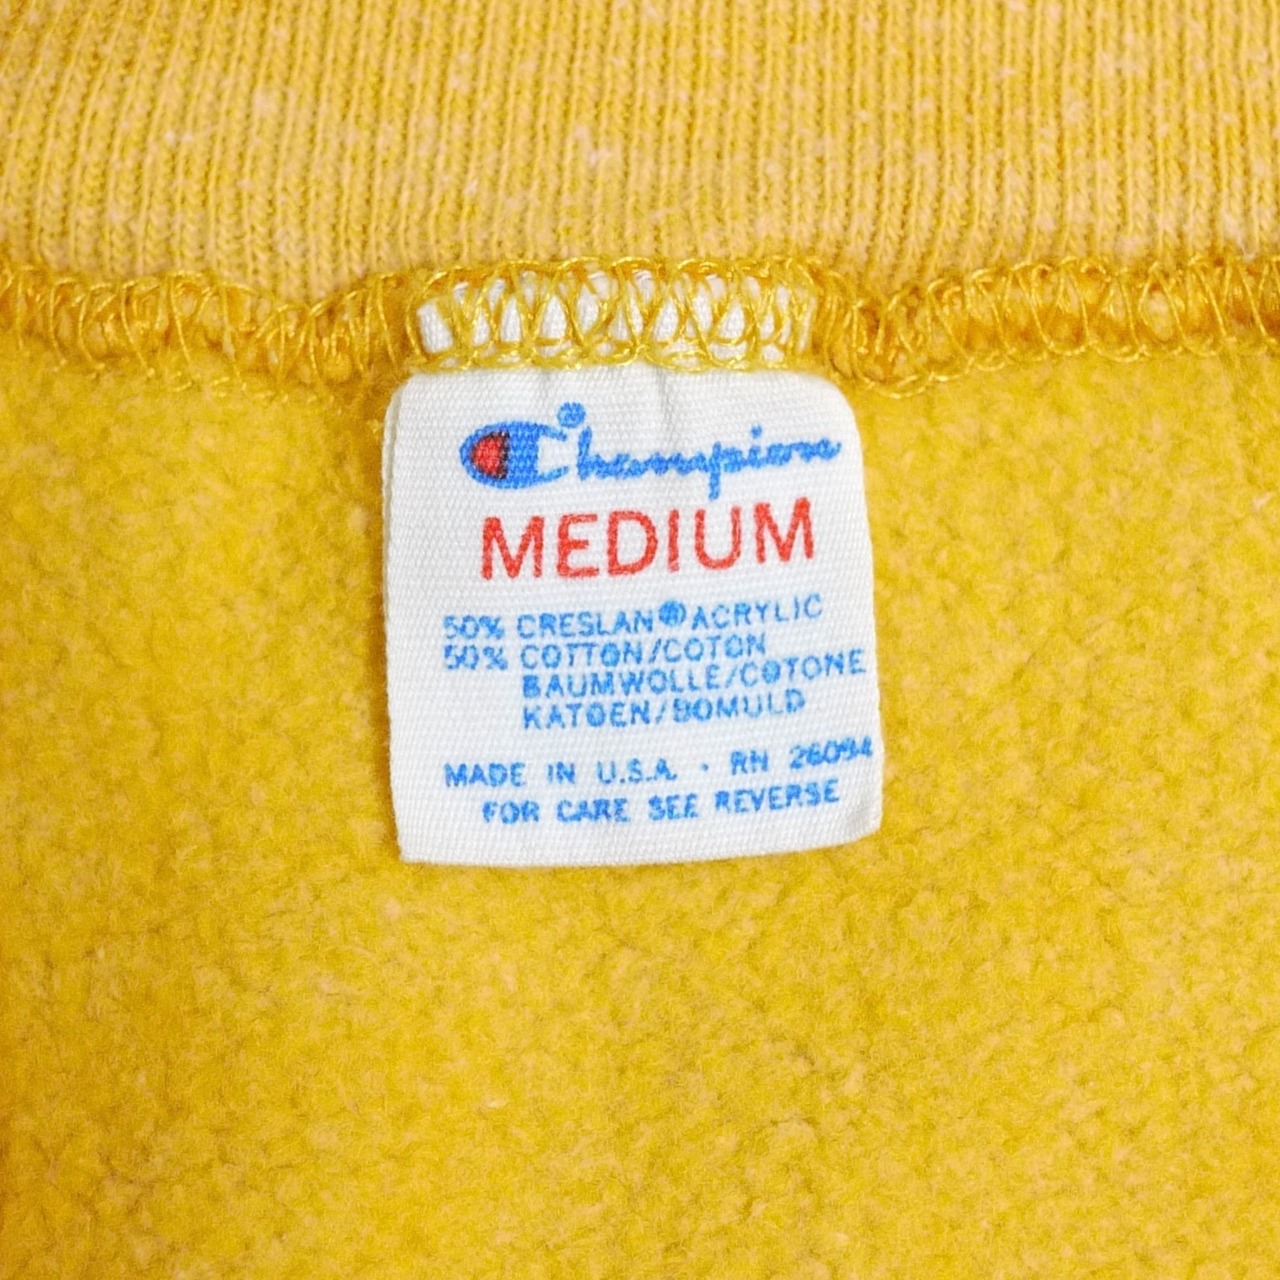 Champion®
MEDIUM
50% CRESLAN® ACRYLIC
50% COTTON/COTON
BAUMWOLLE/COTONE
KATOEN/BOMULD
MADE IN U.S.A. · RN 26094
FOR CARE SEE REVERSE